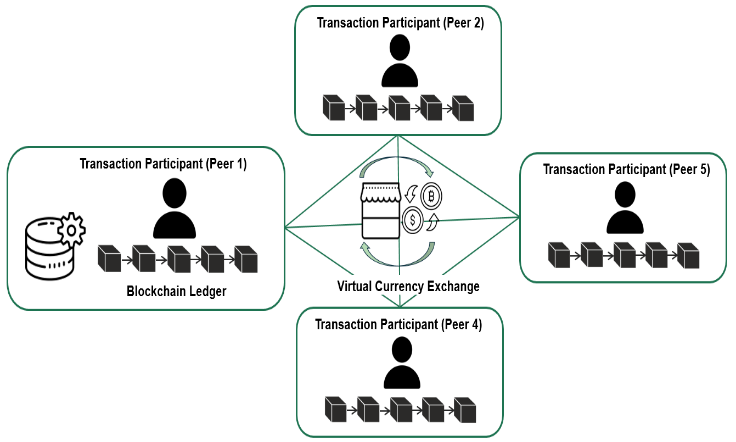 Transaction Participant (Peer 2)
Transaction Participant (Peer 1)
Transaction Participant (Peer 5)
B
$
Blockchain Ledger
Virtual Currency Exchange
Transaction Participant (Peer 4)